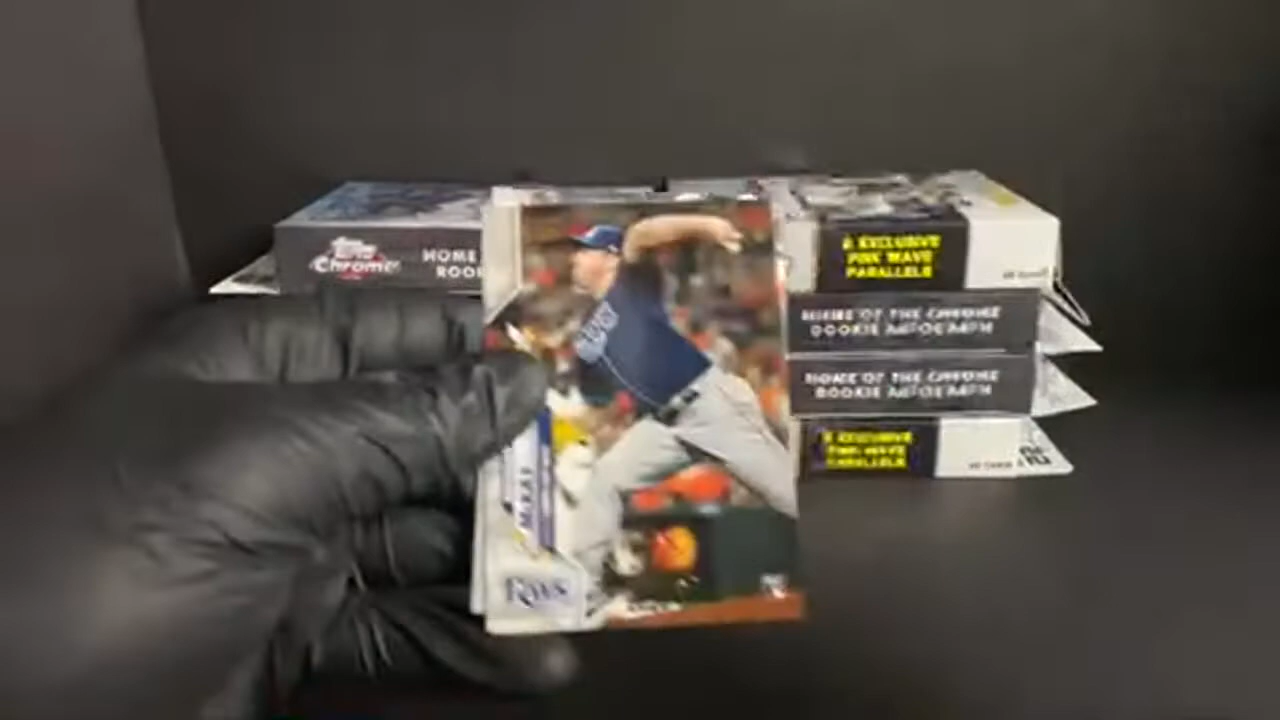 Topps
Chrome
HOME
ROOK
6 EXCLUSIVE
PINK WAVE
PARALLELS
HOME OF THE CHROME
ROOKIE AUTOGRAPH
HOME OF THE CHROME
ROOKIE AUTOGRAPH
EXCLUSIVE
PINK WAVE
PARALLELS
McKAY
RAYS